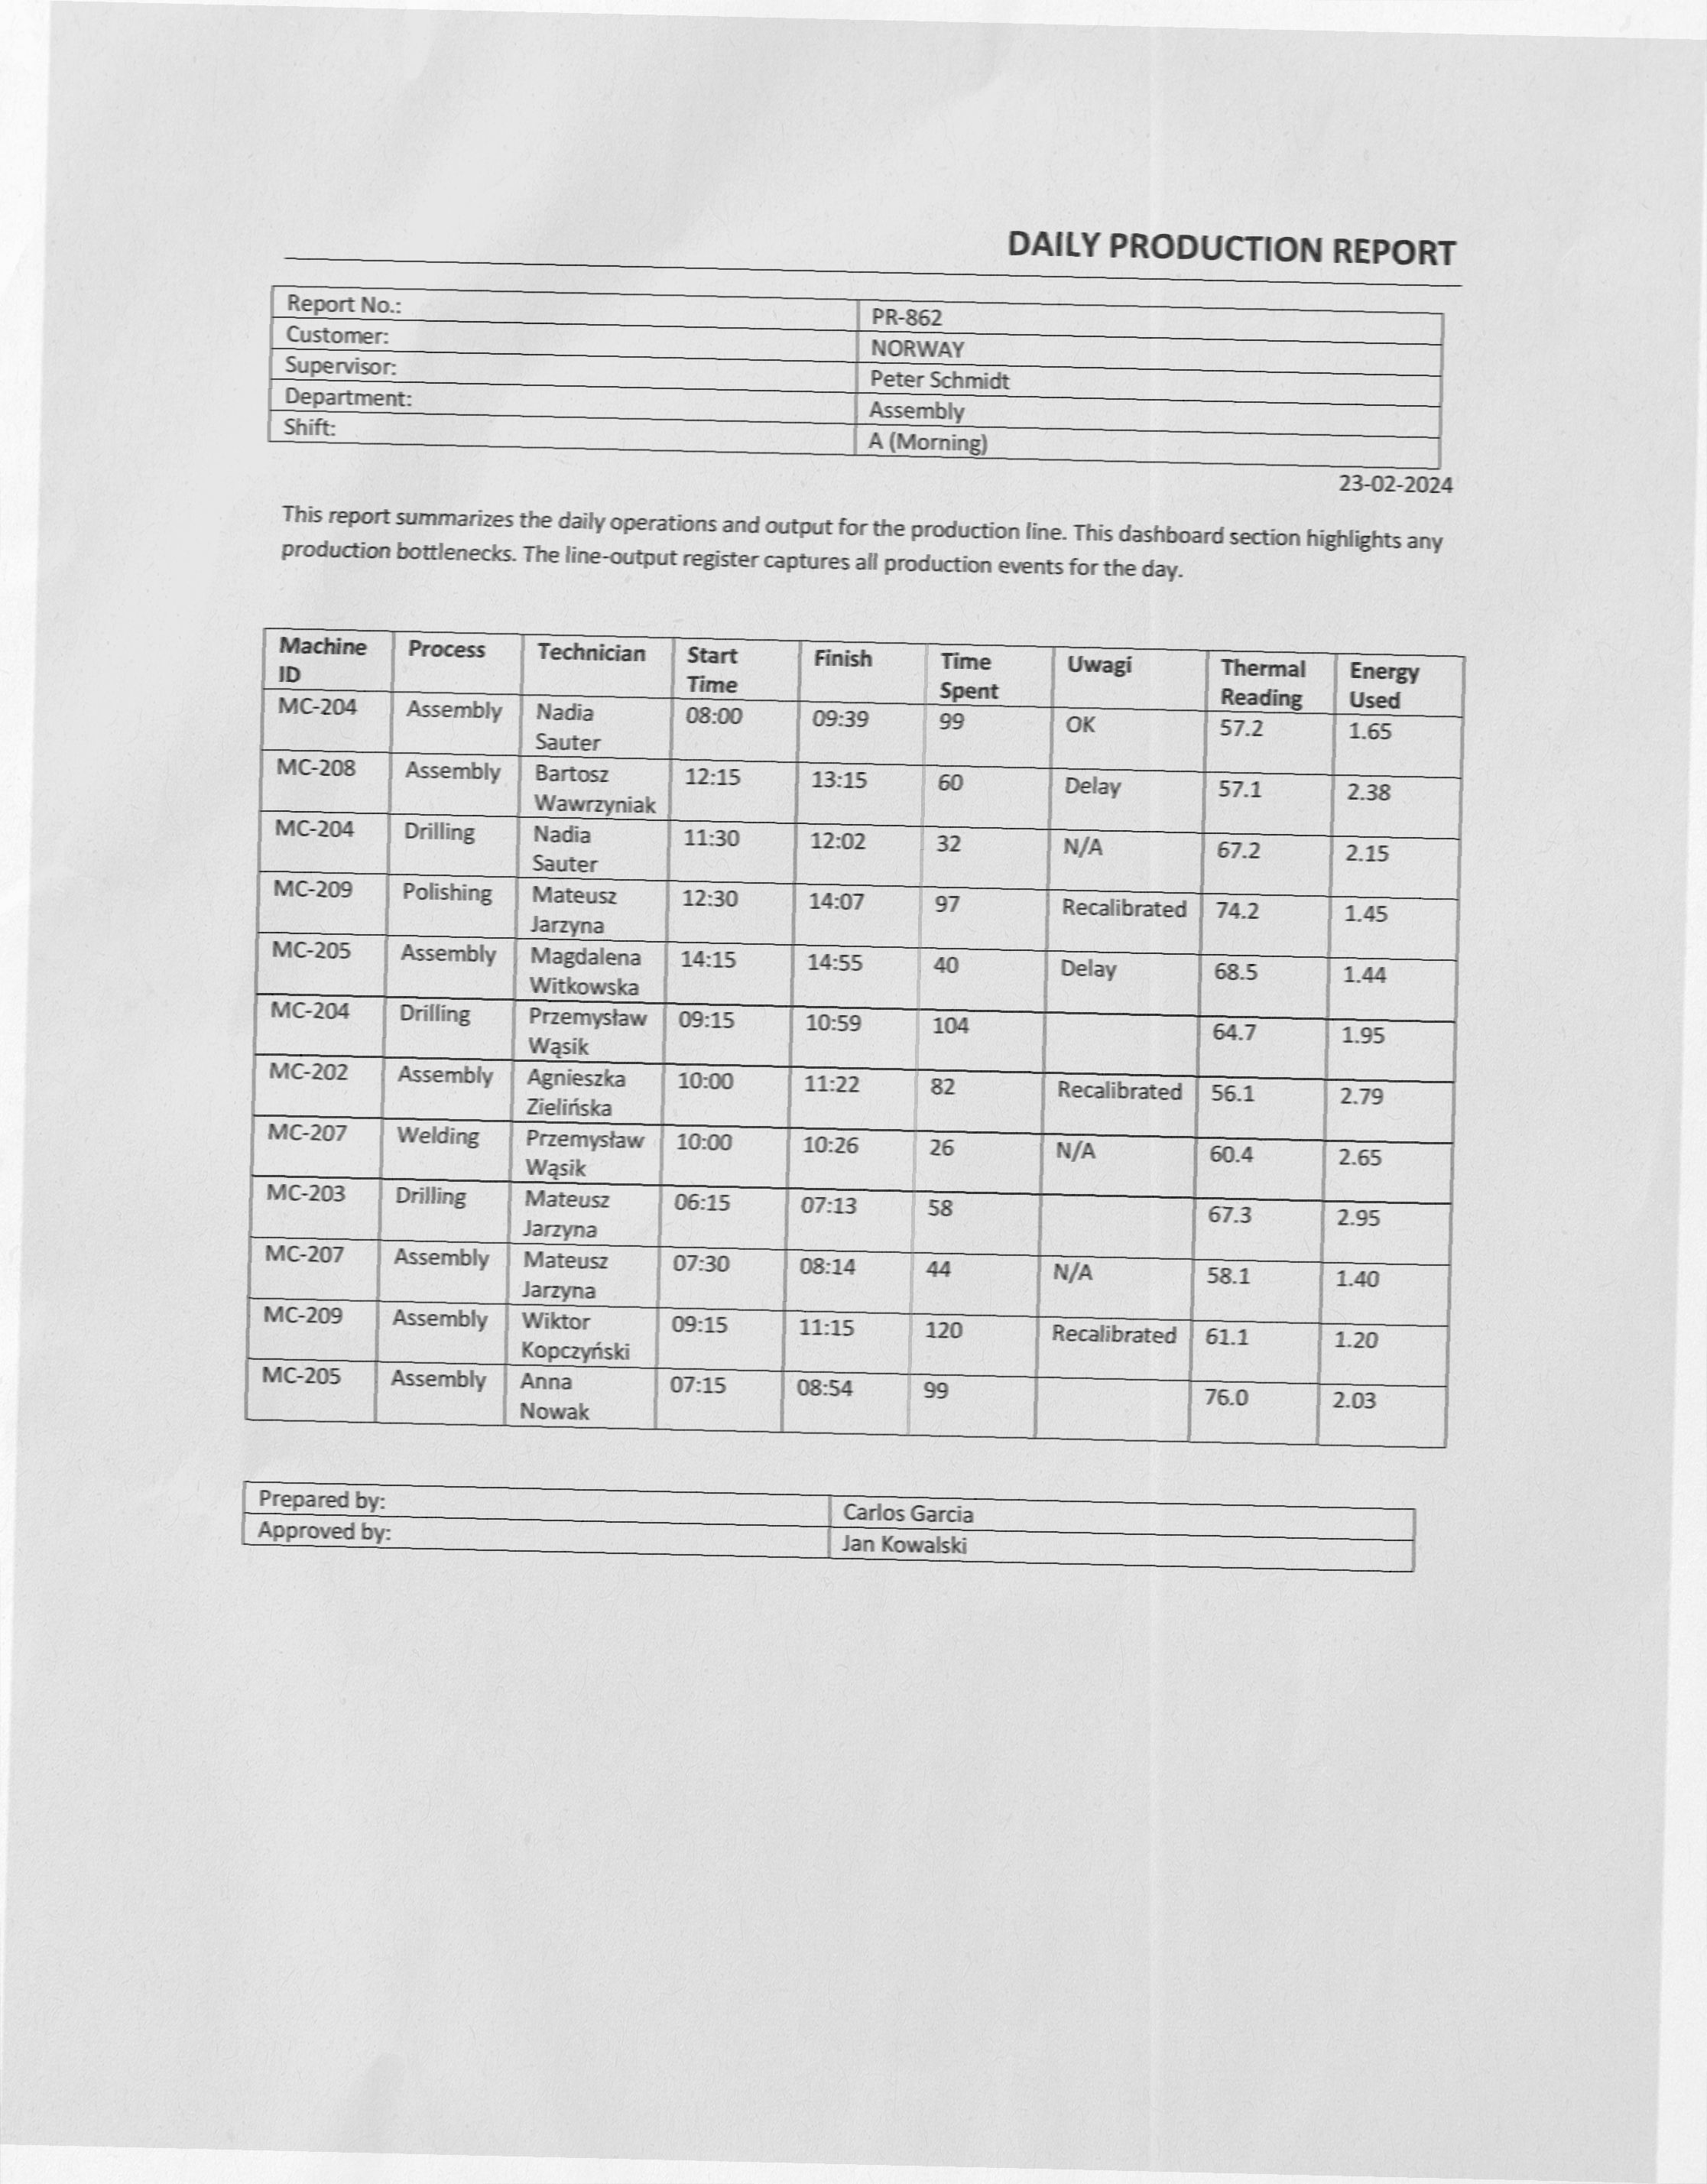 DAILY PRODUCTION REPORT
Report No.: PR-862
Customer: NORWAY
Supervisor: Peter Schmidt
Department: Assembly
Shift: A (Morning)
23-02-2024
This report summarizes the daily operations and output for the production line. This dashboard section highlights any
production bottlenecks. The line-output register captures all production events for the day.
Machine ID Process Technician Start Time Finish Time Spent Uwagi Thermal Reading Energy Used
MC-204 Assembly Nadia Sauter 08:00 09:39 99 OK 57.2 1.65
MC-208 Assembly Bartosz Wawrzyniak 12:15 13:15 60 Delay 57.1 2.38
MC-204 Drilling Nadia Sauter 11:30 12:02 32 N/A 67.2 2.15
MC-209 Polishing Mateusz Jarzyna 12:30 14:07 97 Recalibrated 74.2 1.45
MC-205 Assembly Magdalena Witkowska 14:15 14:55 40 Delay 68.5 1.44
MC-204 Drilling Przemysław Wąsik 09:15 10:59 104 64.7 1.95
MC-202 Assembly Agnieszka Zielińska 10:00 11:22 82 Recalibrated 56.1 2.79
MC-207 Welding Przemysław Wąsik 10:00 10:26 26 N/A 60.4 2.65
MC-203 Drilling Mateusz Jarzyna 06:15 07:13 58 67.3 2.95
MC-207 Assembly Mateusz Jarzyna 07:30 08:14 44 N/A 58.1 1.40
MC-209 Assembly Wiktor Kopczyński 09:15 11:15 120 Recalibrated 61.1 1.20
MC-205 Assembly Anna Nowak 07:15 08:54 99 76.0 2.03
Prepared by: Carlos Garcia
Approved by: Jan Kowalski